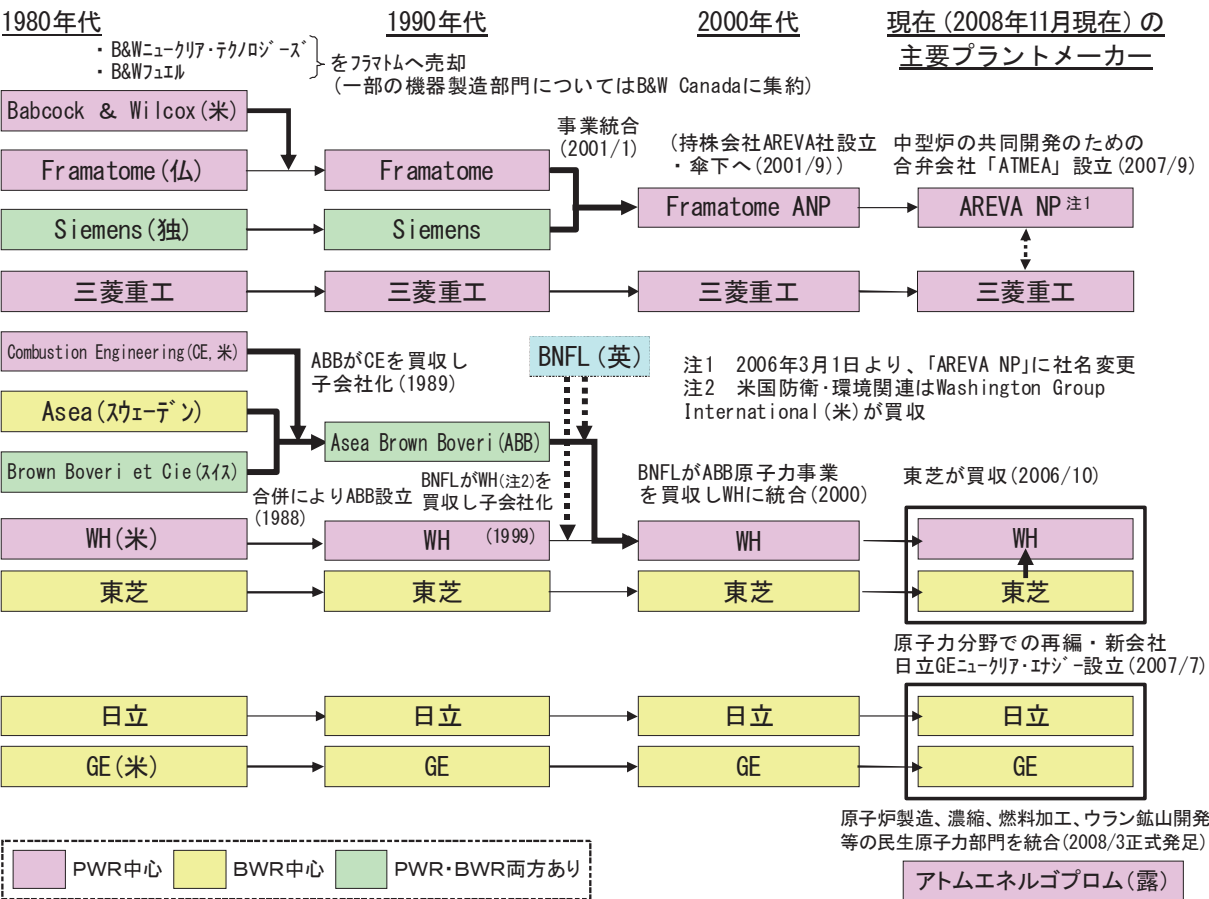 1980年代
1990年代
2000年代
現在(2008年11月現在)の
主要プラントメーカー
・B&Wニュークリア・テクノロジーズ
・B&Wフュエル
をフラマトムへ売却
(一部の機器製造部門についてはB&W Canadaに集約)
Babcock & Wilcox(米)
事業統合
(2001/1)
(持株会社AREVA社設立
・傘下へ(2001/9))
中型炉の共同開発のための
合弁会社「ATMEA」設立(2007/9)
Framatome(仏)
Framatome
Framatome ANP
AREVA NP 注1
Siemens(独)
Siemens
三菱重工
三菱重工
三菱重工
三菱重工
Combustion Engineering(CE,米)
ABBがCEを買収し
子会社化(1989)
BNFL(英)
注1 2006年3月1日より、「AREVA NP」に社名変更
注2 米国防衛・環境関連はWashington Group
International(米)が買収
Asea(スウェーデン)
Asea Brown Boveri(ABB)
Brown Boveri et Cie(スイス)
合併によりABB設立
(1988)
BNFLがWH(注2)を
買収し子会社化
(1999)
BNFLがABB原子力事業
を買収しWHに統合(2000)
東芝が買収(2006/10)
WH(米)
WH
WH
WH
東芝
東芝
東芝
東芝
原子力分野での再編・新会社
日立GEニュークリア・エナジー設立(2007/7)
日立
日立
日立
日立
GE(米)
GE
GE
GE
原子炉製造、濃縮、燃料加工、ウラン鉱山開発
等の民生原子力部門を統合(2008/3正式発足)
アトムエネルゴプロム(露)
PWR中心
BWR中心
PWR・BWR両方あり